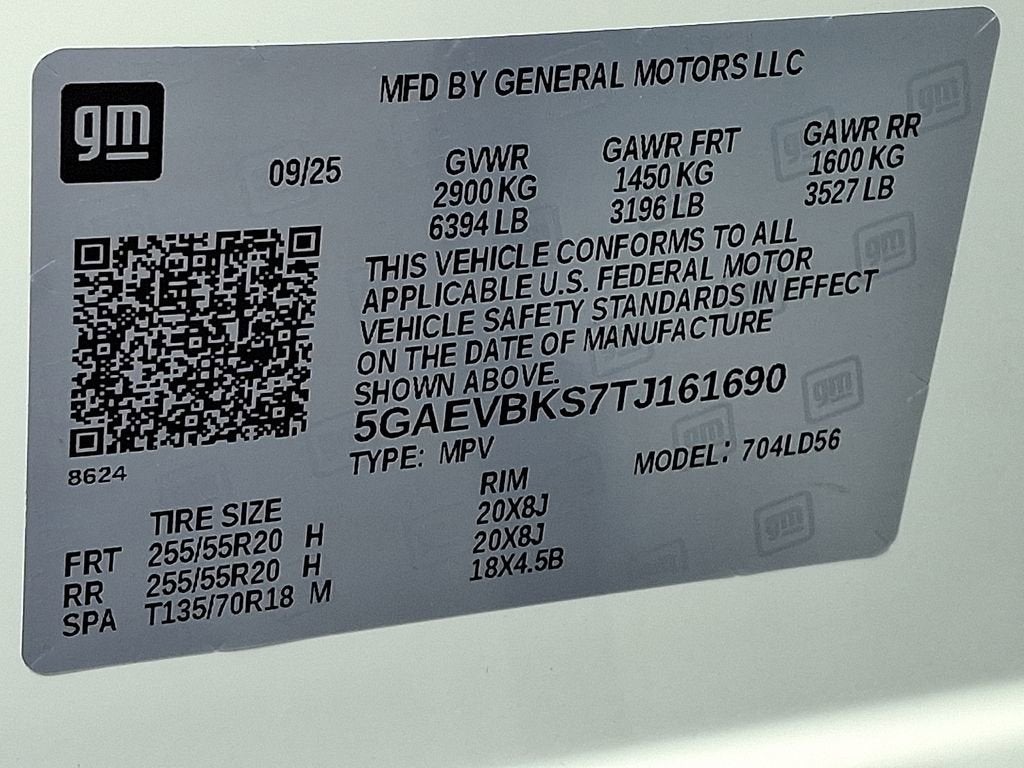 gm
MFD BY GENERAL MOTORS LLC
09/25
GVWR GAWR FRT GAWR RR
2900 KG 1450 KG 1600 KG
6394 LB 3196 LB 3527 LB
THIS VEHICLE CONFORMS TO ALL
APPLICABLE U.S. FEDERAL MOTOR
VEHICLE SAFETY STANDARDS IN EFFECT
ON THE DATE OF MANUFACTURE
SHOWN ABOVE.
5GAEVBKS7TJ161690
TYPE: MPV MODEL: 704LD56
8624
TIRE SIZE RIM
FRT 255/55R20 H 20X8J
RR 255/55R20 H 20X8J
SPA T135/70R18 M 18X4.5B